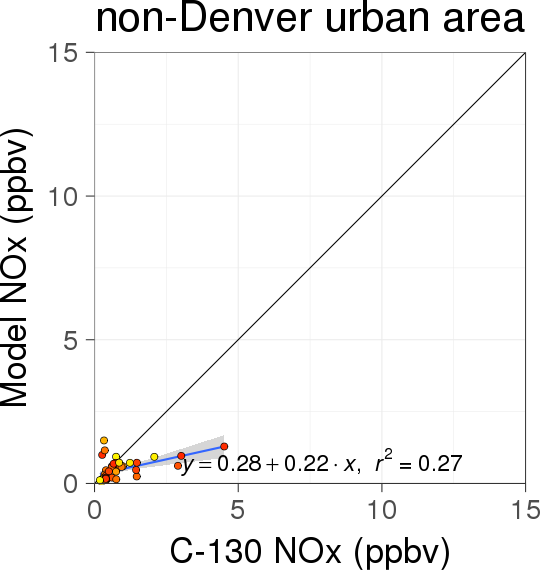 non-Denver urban area
15
10
5
0
Model NOx (ppbv)
y = 0.28 + 0.22 · x, r² = 0.27
0 5 10 15
C-130 NOx (ppbv)